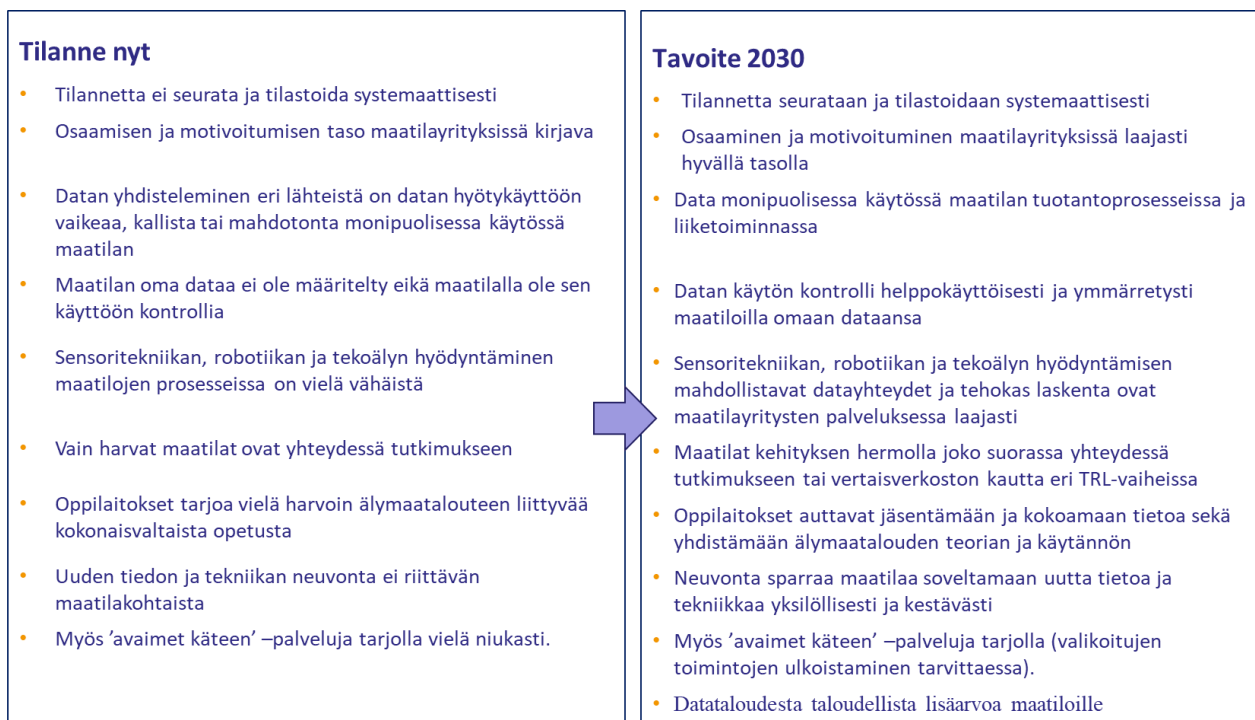 Tilanne nyt
• Tilannetta ei seurata ja tilastoida systemaattisesti
• Osaamisen ja motivoitumisen taso maatilayrityksissä kirjava
• Datan yhdisteleminen eri lähteistä on datan hyötykäyttöön
vaikeaa, kallista tai mahdotonta monipuolisessa käytössä
maatilan
• Maatilan oma dataa ei ole määritelty eikä maatilalla ole sen
käyttöön kontrollia
• Sensoritekniikan, robotiikan ja tekoälyn hyödyntäminen
maatilojen prosesseissa on vielä vähäistä
• Vain harvat maatilat ovat yhteydessä tutkimukseen
• Oppilaitokset tarjoa vielä harvoin älymaatalouteen liittyvää
kokonaisvaltaista opetusta
• Uuden tiedon ja tekniikan neuvonta ei riittävän
maatilakohtaista
• Myös ’avaimet käteen’ –palveluja tarjolla vielä niukasti.
Tavoite 2030
• Tilannetta seurataan ja tilastoidaan systemaattisesti
• Osaaminen ja motivoituminen maatilayrityksissä laajasti
hyvällä tasolla
• Data monipuolisessa käytössä maatilan tuotantoprosesseissa ja
liiketoiminnassa
• Datan käytön kontrolli helppokäyttöisesti ja ymmärretysti
maatiloilla omaan dataansa
• Sensoritekniikan, robotiikan ja tekoälyn hyödyntämisen
mahdollistavat datayhteydet ja tehokas laskenta ovat
maatilayritysten palveluksessa laajasti
• Maatilat kehityksen hermolla joko suorassa yhteydessä
tutkimukseen tai vertaisverkoston kautta eri TRL-vaiheissa
• Oppilaitokset auttavat jäsentämään ja kokoamaan tietoa sekä
yhdistämään älymaatalouden teorian ja käytännön
• Neuvonta sparraa maatilaa soveltamaan uutta tietoa ja
tekniikkaa yksilöllisesti ja kestävästi
• Myös ’avaimet käteen’ –palveluja tarjolla (valikoitujen
toimintojen ulkoistaminen tarvittaessa).
• Datataloudesta taloudellista lisäarvoa maatiloille